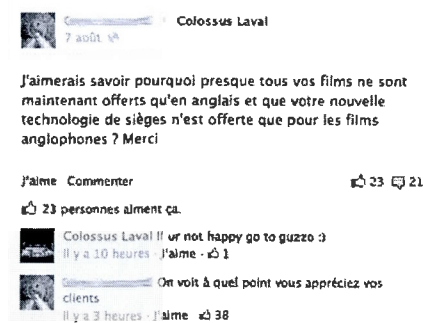 Colossus Laval
7 août
J'aimerais savoir pourquoi presque tous vos films ne sont
maintenant offerts qu'en anglais et que votre nouvelle
technologie de sièges n'est offerte que pour les films
anglophones ? Merci
J'aime Commenter 23 21
23 personnes aiment ça.
Colossus Laval If ur not happy go to guzzo :)
Il y a 10 heures · J'aime · 1
On voit à quel point vous appréciez vos
clients
Il y a 3 heures · J'aime 38